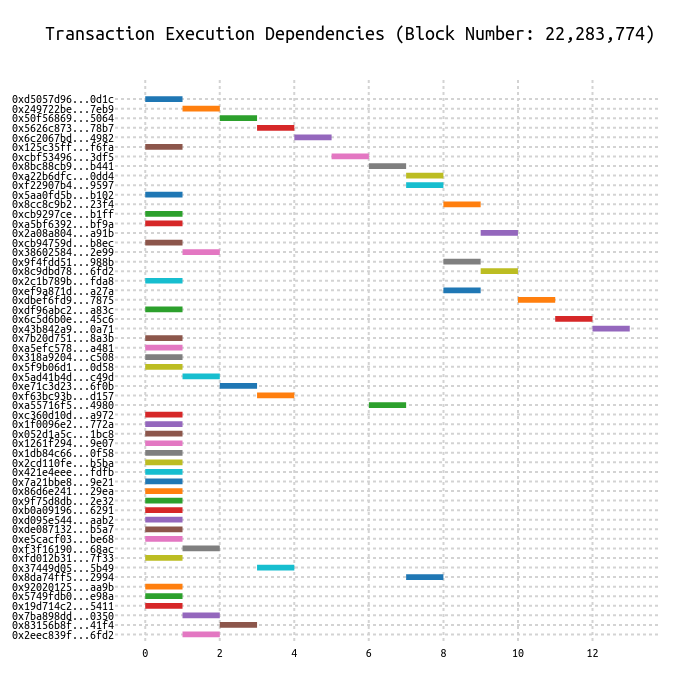 Transaction Execution Dependencies (Block Number: 22,283,774)
0xd5057d96...0d1c
0x249722be...7eb9
0x50f56869...5064
0x5626c873...78b7
0x6c2067bd...4982
0x125c35ff...f6fa
0xcbf53496...3df5
0x8bc88cb9...b441
0xa22b6dfc...0dd4
0xf22907b4...9597
0x5aa0fd5b...b102
0x8cc8c9b2...23f4
0xcb9297ce...b1ff
0xa5bf6392...bf9a
0x2a08a804...a91b
0xcb94759d...b8ec
0x38602584...2e99
0x9f4fdd51...988b
0x8c9dbd78...6fd2
0x2c1b789b...fda8
0xef9a871d...a27a
0xdbef6fd9...7875
0xdf96abc2...a83c
0x6c5d6b0e...45c6
0x43b842a9...0a71
0x7b20d751...8a3b
0xa5efc578...a481
0x318a9204...c508
0x5f9b06d1...0d58
0x5ad41b4d...c49d
0xe71c3d23...6f0b
0xf63bc93b...d157
0xa55716f5...4980
0xc360d10d...a972
0x1f0096e2...772a
0x052d1a5c...1bc8
0x1261f294...9e07
0x1db84c66...0f58
0x2cd110fe...b5ba
0x421e4eee...fdfb
0x7a21bbe8...9e21
0x86d6e241...29ea
0x9f75d8db...2e32
0xb0a09196...6291
0xd095e544...aab2
0xde087132...b5a7
0xe5cacf03...be68
0xf3f16190...68ac
0xfd012b31...7f33
0x37449d05...5b49
0x8da74ff5...2994
0x92020125...aa9b
0x5749fdb0...e98a
0x19d714c2...5411
0x7ba898dd...0350
0x83156b8f...41f4
0x2eec839f...6fd2
0 2 4 6 8 10 12